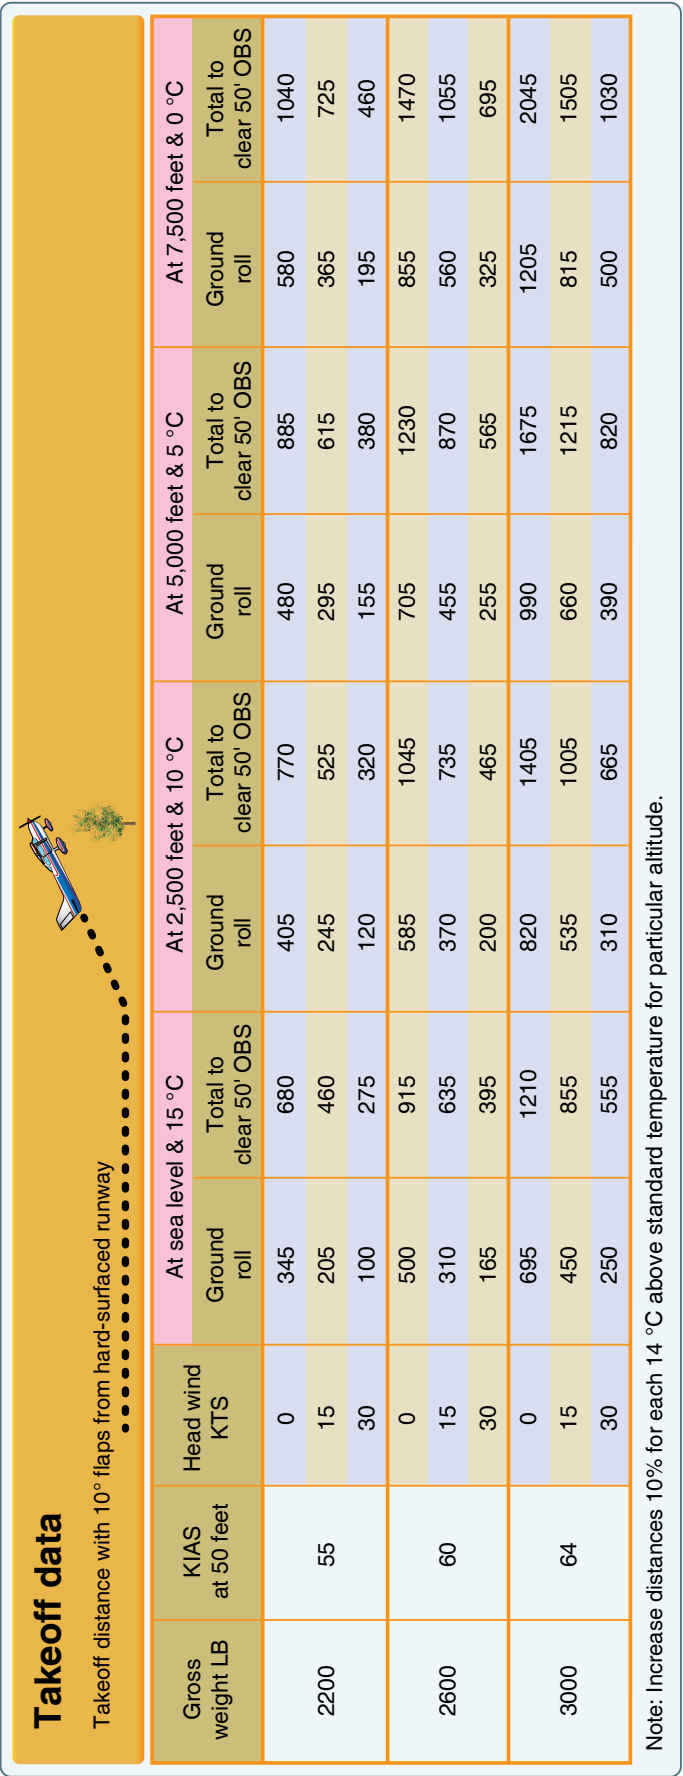 Takeoff data
Takeoff distance with 10° flaps from hard-surfaced runway
Gross weight LB | KIAS at 50 feet | Head wind KTS | At sea level & 15 °C | At 2,500 feet & 10 °C | At 5,000 feet & 5 °C | At 7,500 feet & 0 °C
Ground roll | Total to clear 50' OBS | Ground roll | Total to clear 50' OBS | Ground roll | Total to clear 50' OBS | Ground roll | Total to clear 50' OBS
2200 | 55 | 0 | 345 | 680 | 405 | 770 | 480 | 885 | 580 | 1040
15 | 205 | 460 | 245 | 525 | 295 | 615 | 365 | 725
30 | 100 | 275 | 120 | 320 | 155 | 380 | 195 | 460
2600 | 60 | 0 | 500 | 915 | 585 | 1045 | 705 | 1230 | 855 | 1470
15 | 310 | 635 | 370 | 735 | 455 | 870 | 560 | 1055
30 | 165 | 395 | 200 | 465 | 255 | 565 | 325 | 695
3000 | 64 | 0 | 695 | 1210 | 820 | 1405 | 990 | 1675 | 1205 | 2045
15 | 450 | 855 | 535 | 1005 | 660 | 1215 | 815 | 1505
30 | 250 | 555 | 310 | 665 | 390 | 820 | 500 | 1030
Note: Increase distances 10% for each 14 °C above standard temperature for particular altitude.